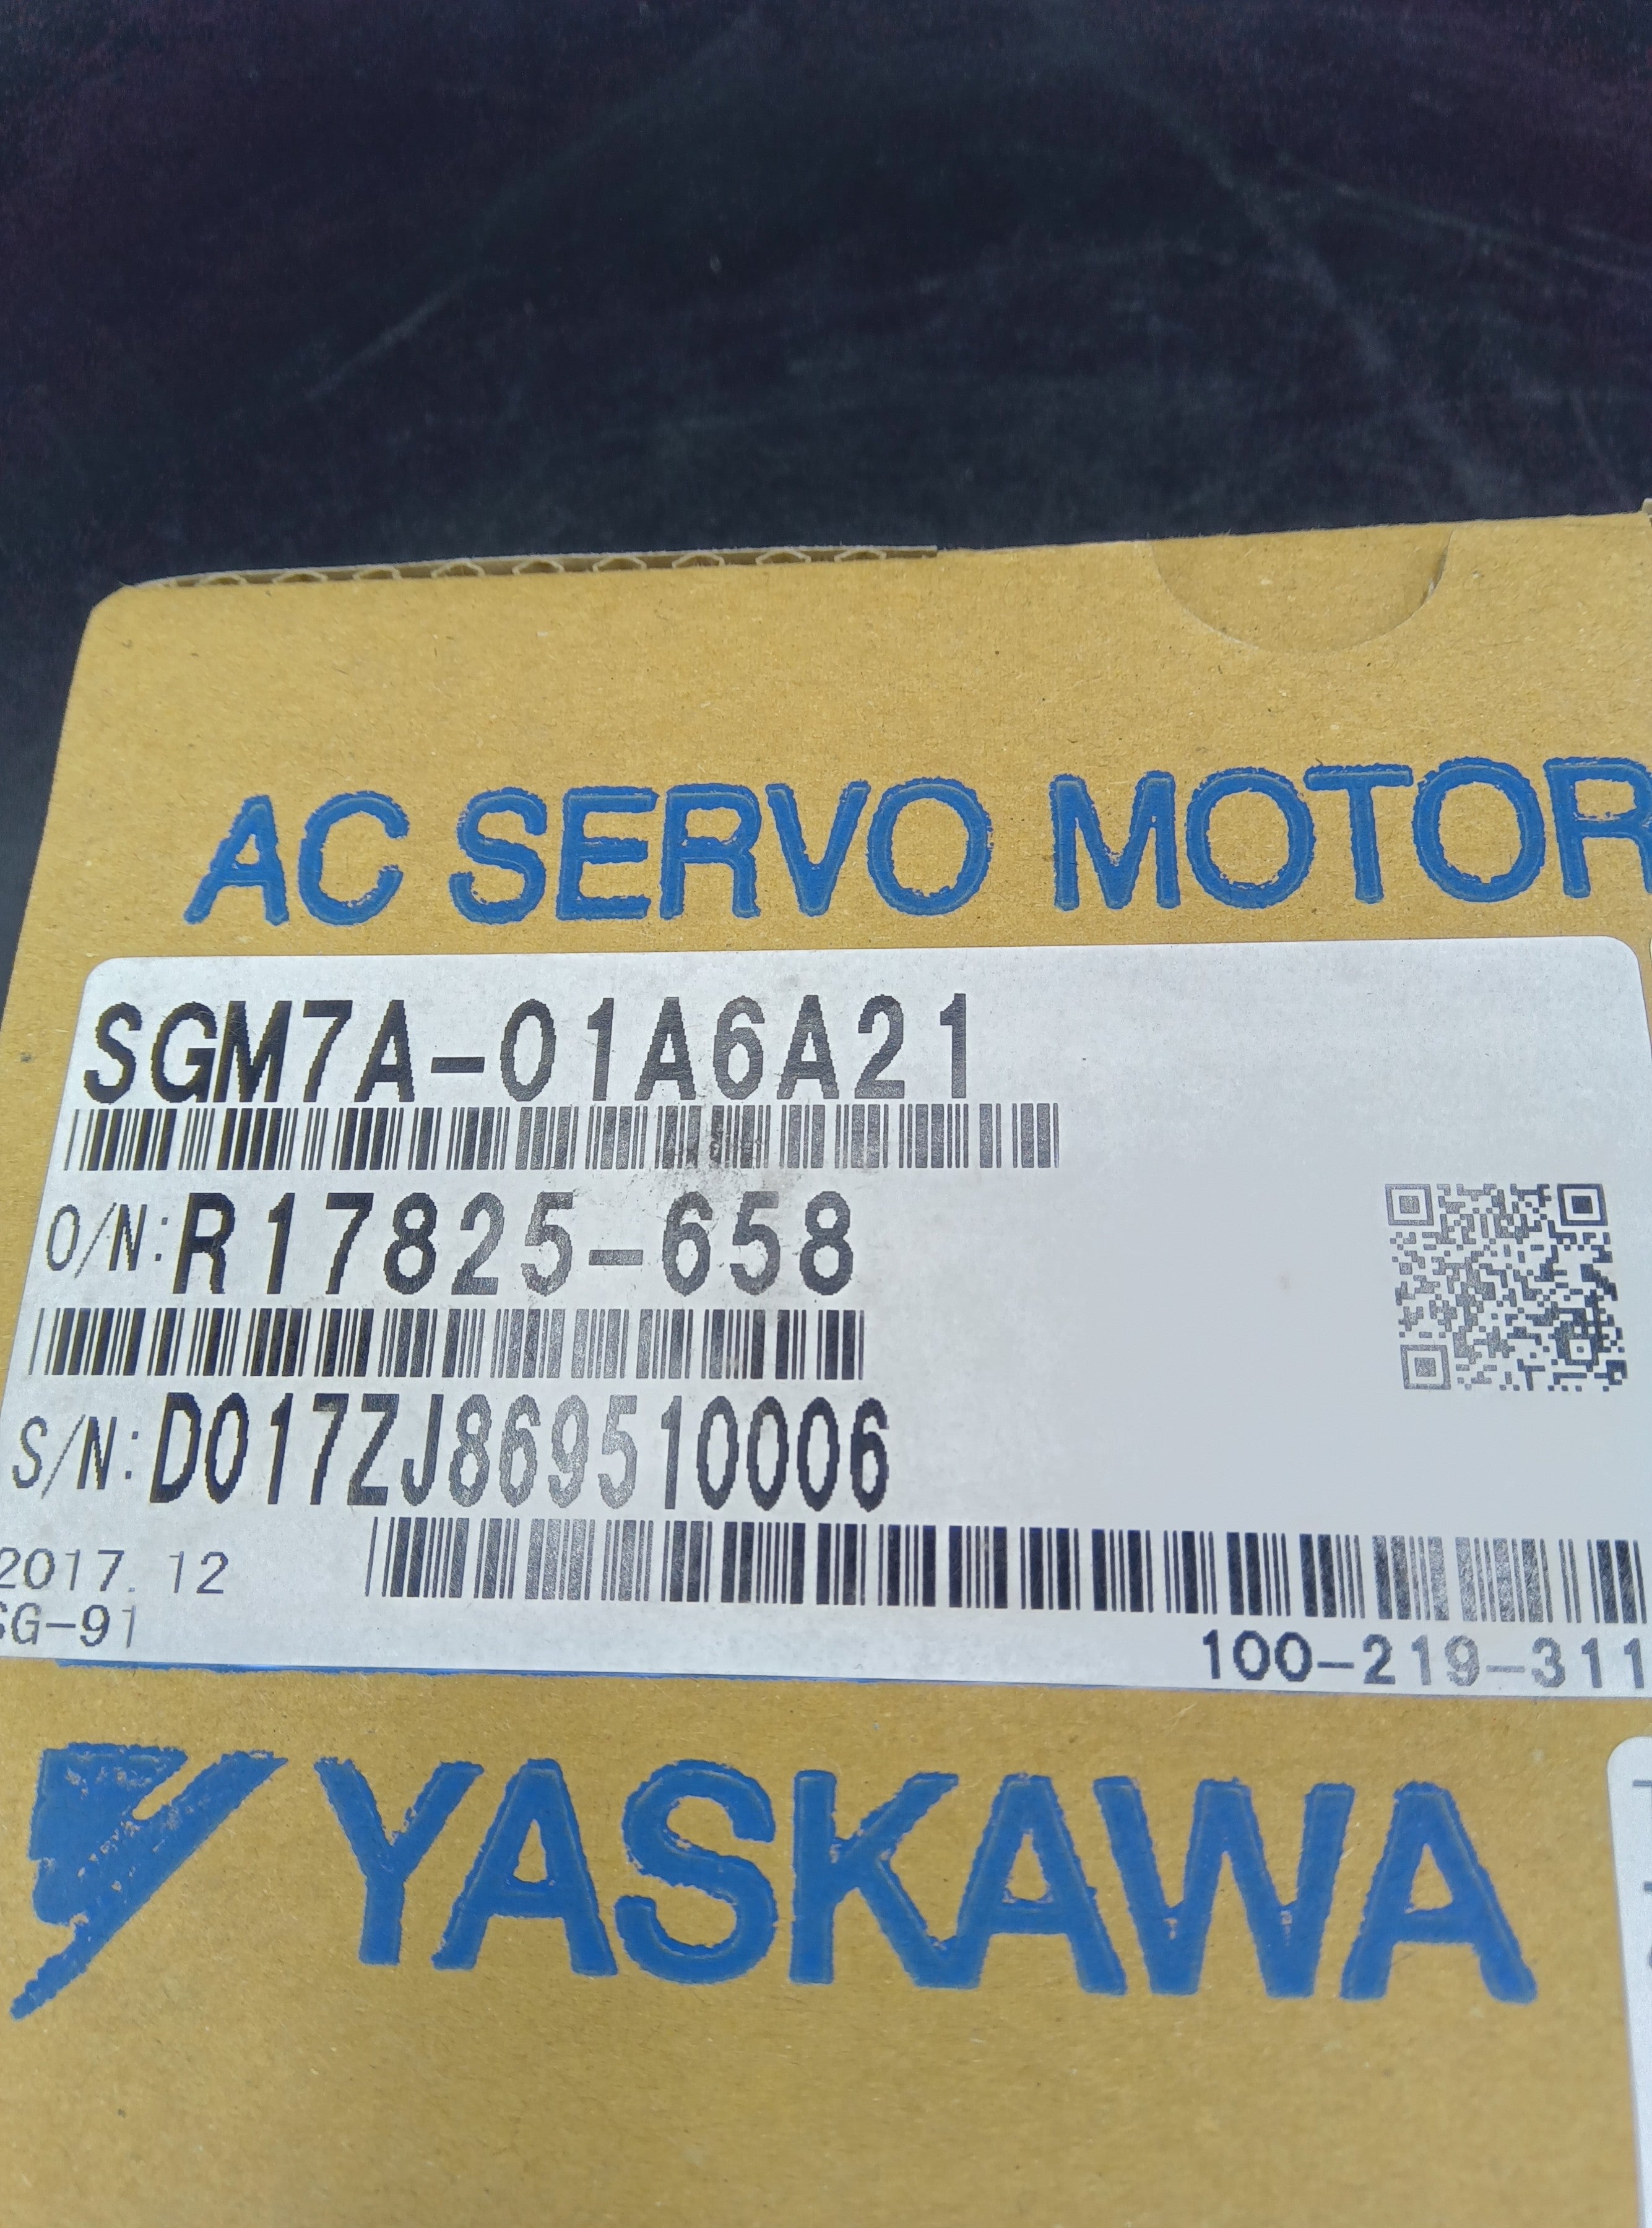 AC SERVO MOTOR
SGM7A-01A6A21
O/N: R17825-658
S/N: D017ZJ869510006
2017.12
SG-91
100-219-311
YASKAWA